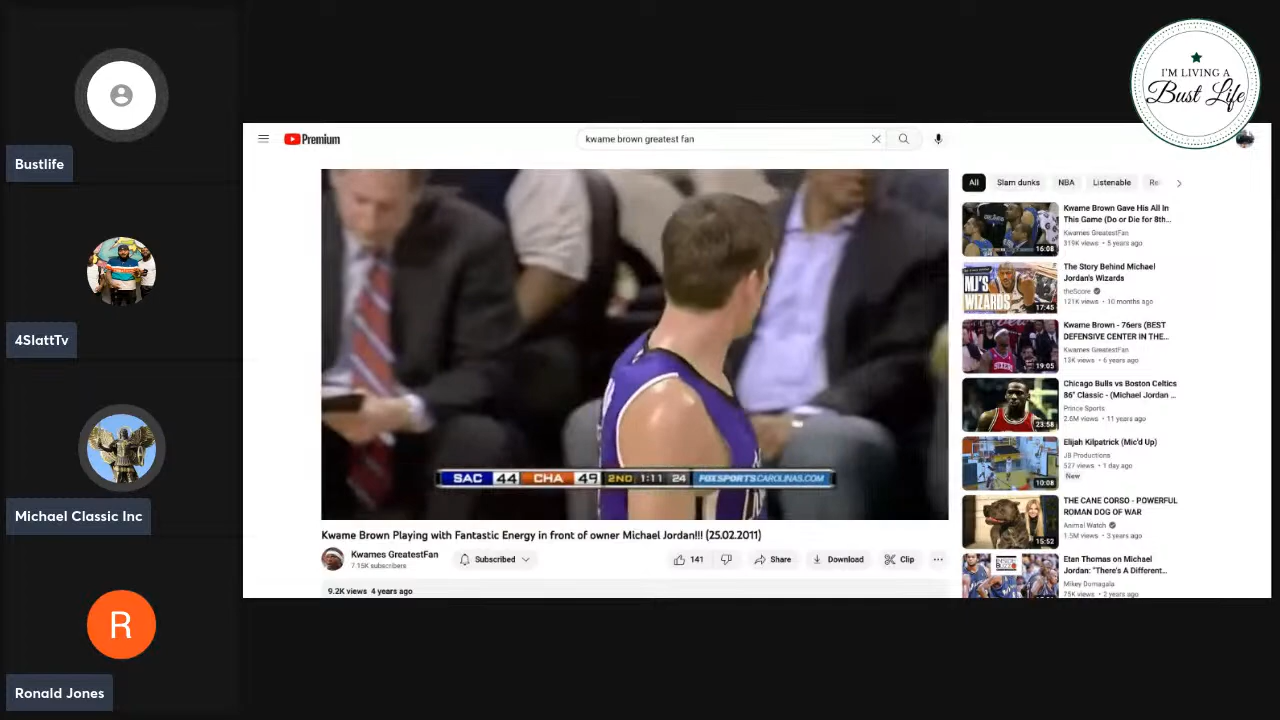 Bustlife
4SlattTv
Michael Classic Inc
R
Ronald Jones
I'M LIVING A
Bust Life
Premium
kwame brown greatest fan
SAC 44 CHA 49 2ND 1:11 24 FOXSPORTSCAROLINAS.COM
Kwame Brown Playing with Fantastic Energy in front of owner Michael Jordan!!! (25.02.2011)
Kwames GreatestFan
7.15K subscribers
Subscribed
141
Share
Download
Clip
9.2K views 4 years ago
All
Slam dunks
NBA
Listenable
Re
Kwame Brown Gave His All In
This Game (Do or Die for 8th...
Kwames GreatestFan
319K views • 5 years ago
16:08
The Story Behind Michael
Jordan's Wizards
theScore
121K views • 10 months ago
MJ'S
WIZARDS
17:45
Kwame Brown - 76ers (BEST
DEFENSIVE CENTER IN THE...
Kwames GreatestFan
13K views • 6 years ago
SIXERS
19:05
Chicago Bulls vs Boston Celtics
86" Classic - (Michael Jordan ...
Prince Sports
2.6M views • 11 years ago
23:58
Elijah Kilpatrick (Mic'd Up)
JB Productions
527 views • 1 day ago
New
10:08
THE CANE CORSO - POWERFUL
ROMAN DOG OF WAR
Animal Watch
1.5M views • 3 years ago
15:52
Etan Thomas on Michael
Jordan: "There's A Different...
Mikey Domagala
75K views • 2 years ago